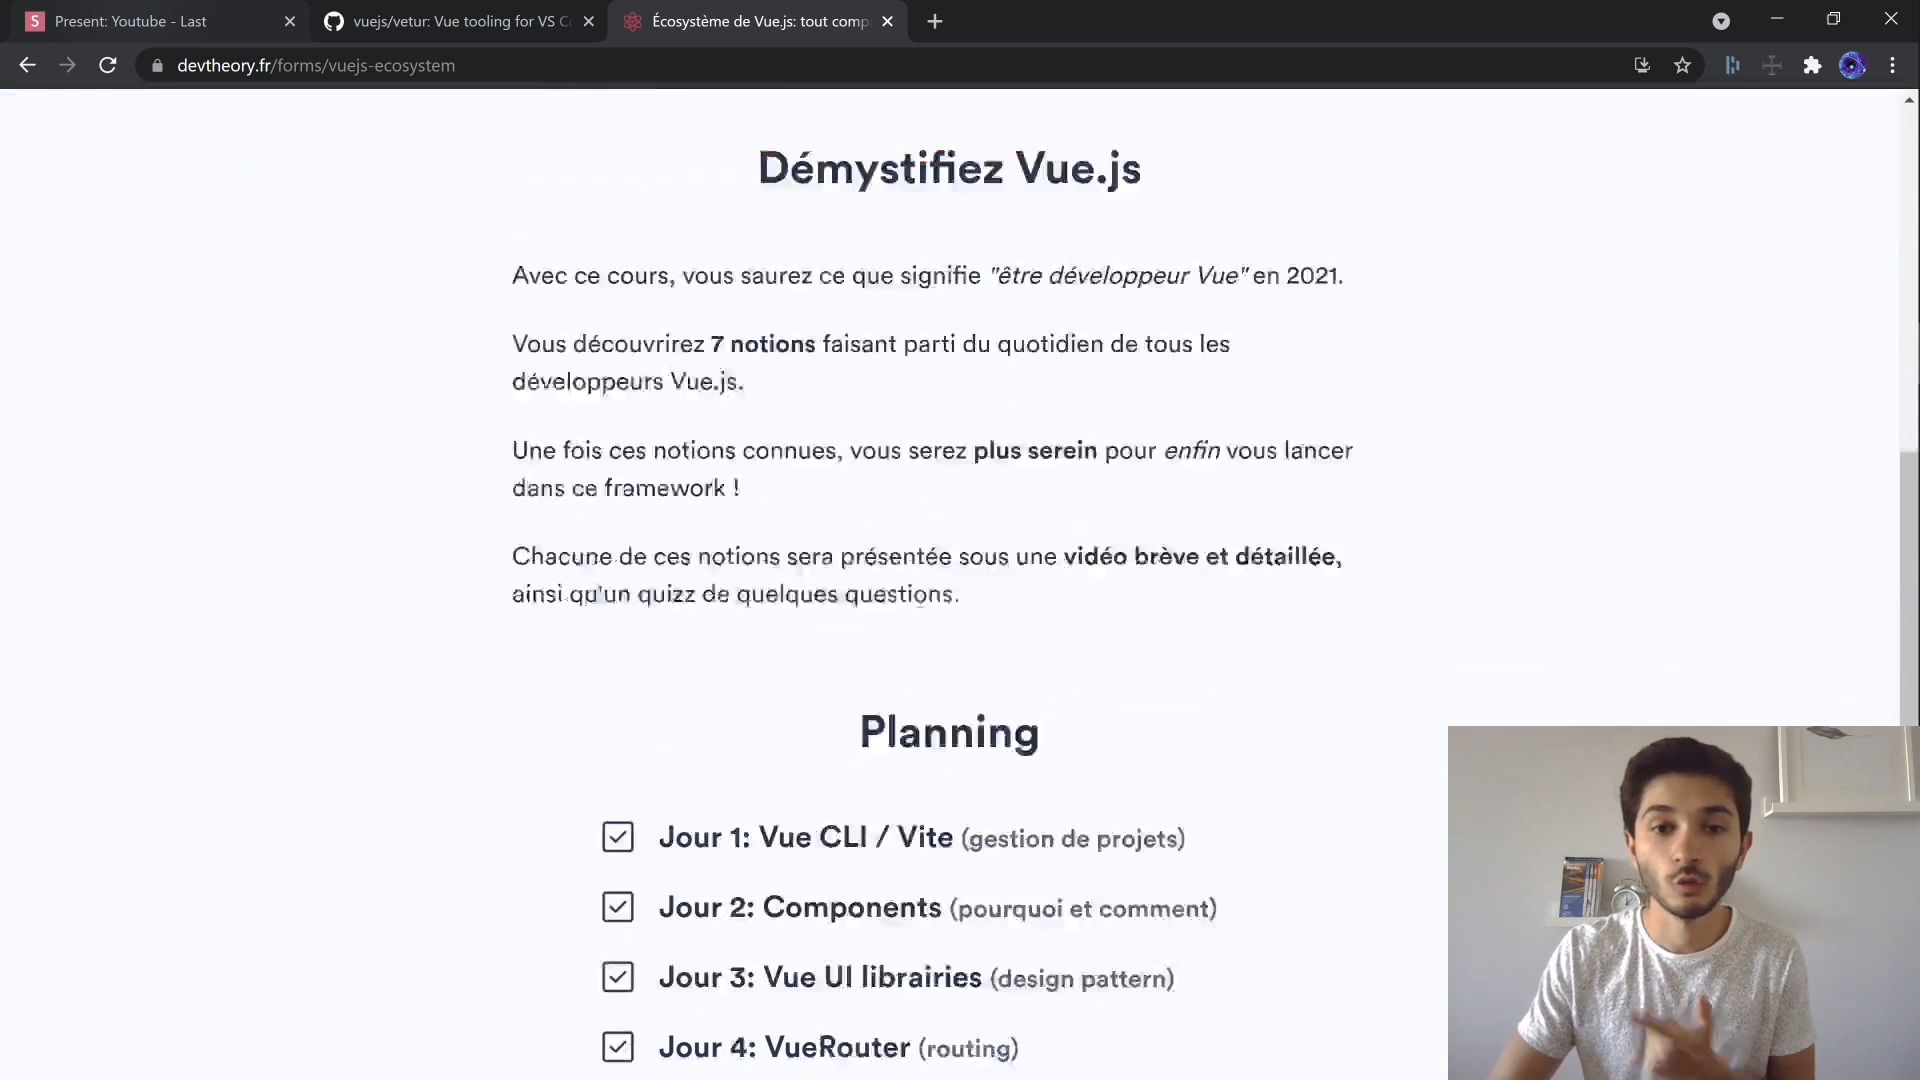 Present: Youtube - Last
vuejs/vetur: Vue tooling for VS C
Écosystème de Vue.js: tout comp
devtheory.fr/forms/vuejs-ecosystem
Démystifiez Vue.js
Avec ce cours, vous saurez ce que signifie "être développeur Vue" en 2021.
Vous découvrirez 7 notions faisant parti du quotidien de tous les
développeurs Vue.js.
Une fois ces notions connues, vous serez plus serein pour enfin vous lancer
dans ce framework !
Chacune de ces notions sera présentée sous une vidéo brève et détaillée,
ainsi qu'un quizz de quelques questions.
Planning
Jour 1: Vue CLI / Vite (gestion de projets)
Jour 2: Components (pourquoi et comment)
Jour 3: Vue UI librairies (design pattern)
Jour 4: VueRouter (routing)